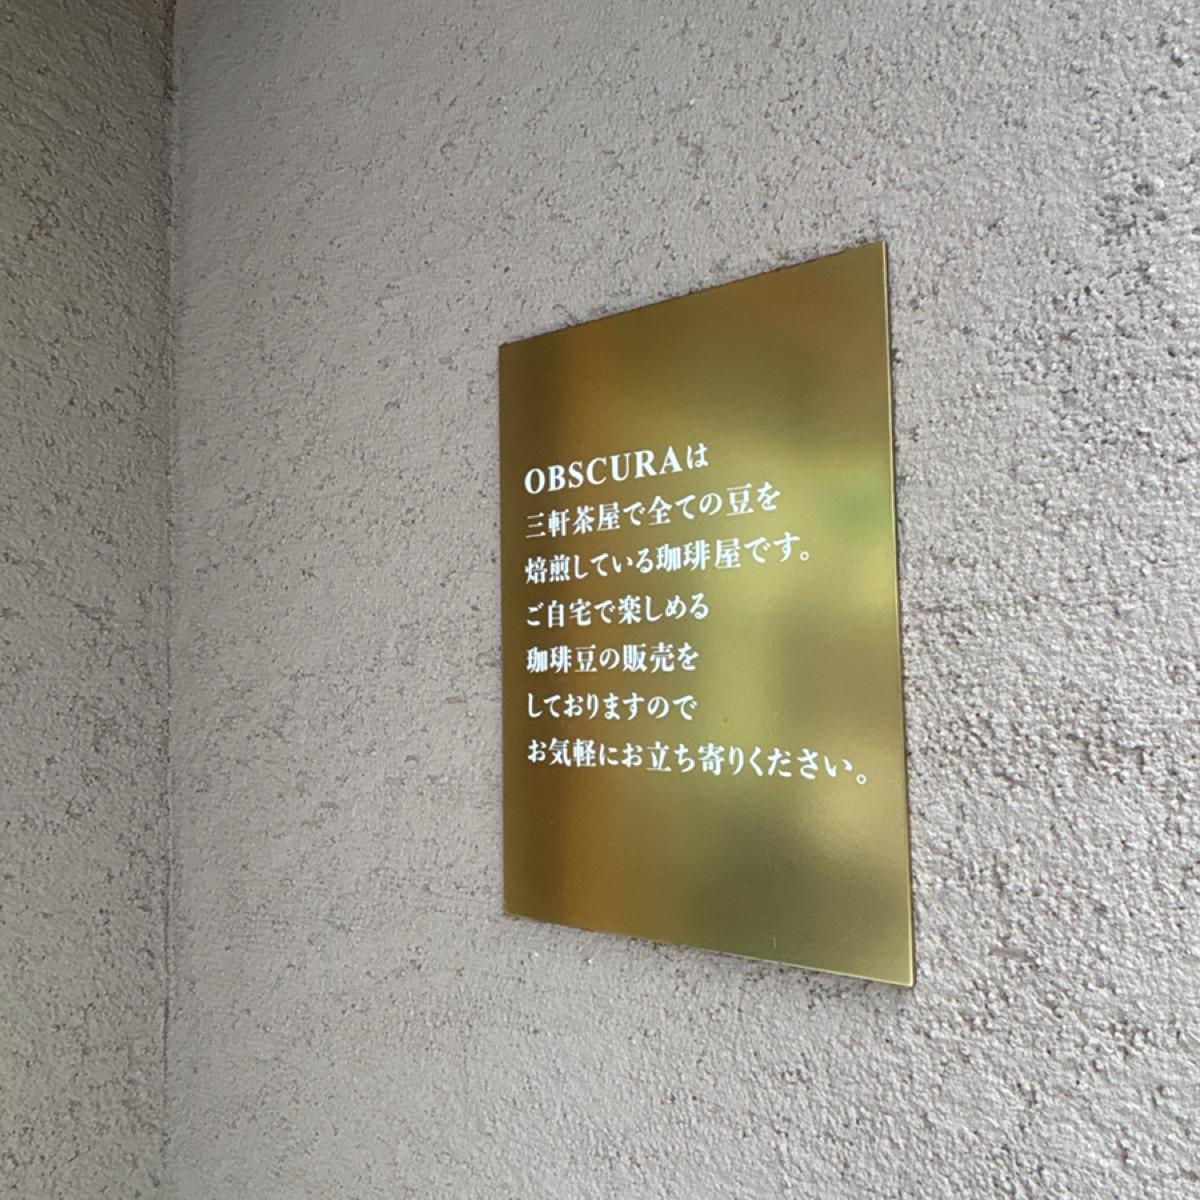 OBSCURAは
三軒茶屋で全ての豆を
焙煎している珈琲屋です。
ご自宅で楽しめる
珈琲豆の販売を
しておりますので
お気軽にお立ち寄りください。